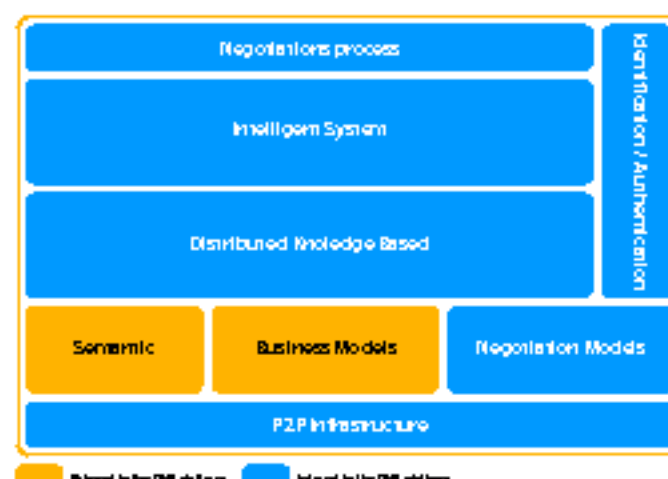 Negotiations process
Identification / Authentication
Intelligent System
Distributed Knoledge Based
Semantic
Business Models
Negotiation Models
P2P Infrastructure